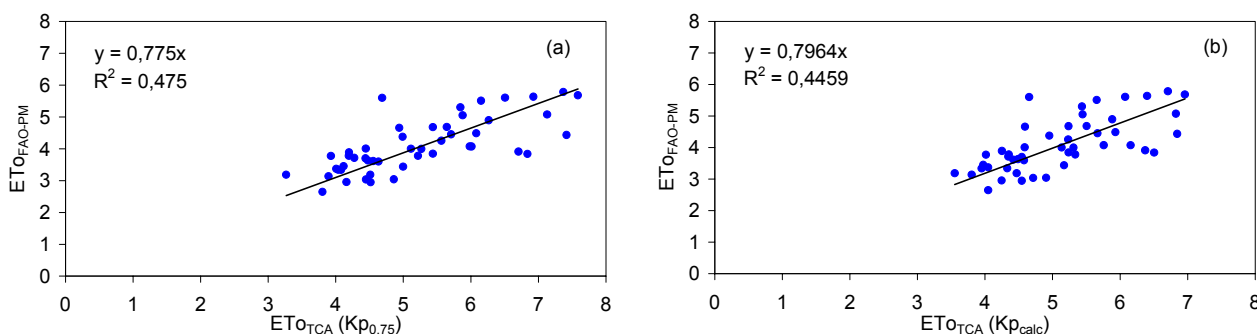 y = 0,775x
R² = 0,475
(a)
8
7
6
5
4
3
2
1
0
ETo_FAO-PM
0 1 2 3 4 5 6 7 8
ETo_TCA (Kp_0.75)
y = 0,7964x
R² = 0,4459
(b)
8
7
6
5
4
3
2
1
0
ETo_FAO-PM
0 1 2 3 4 5 6 7 8
ETo_TCA (Kp_calc)